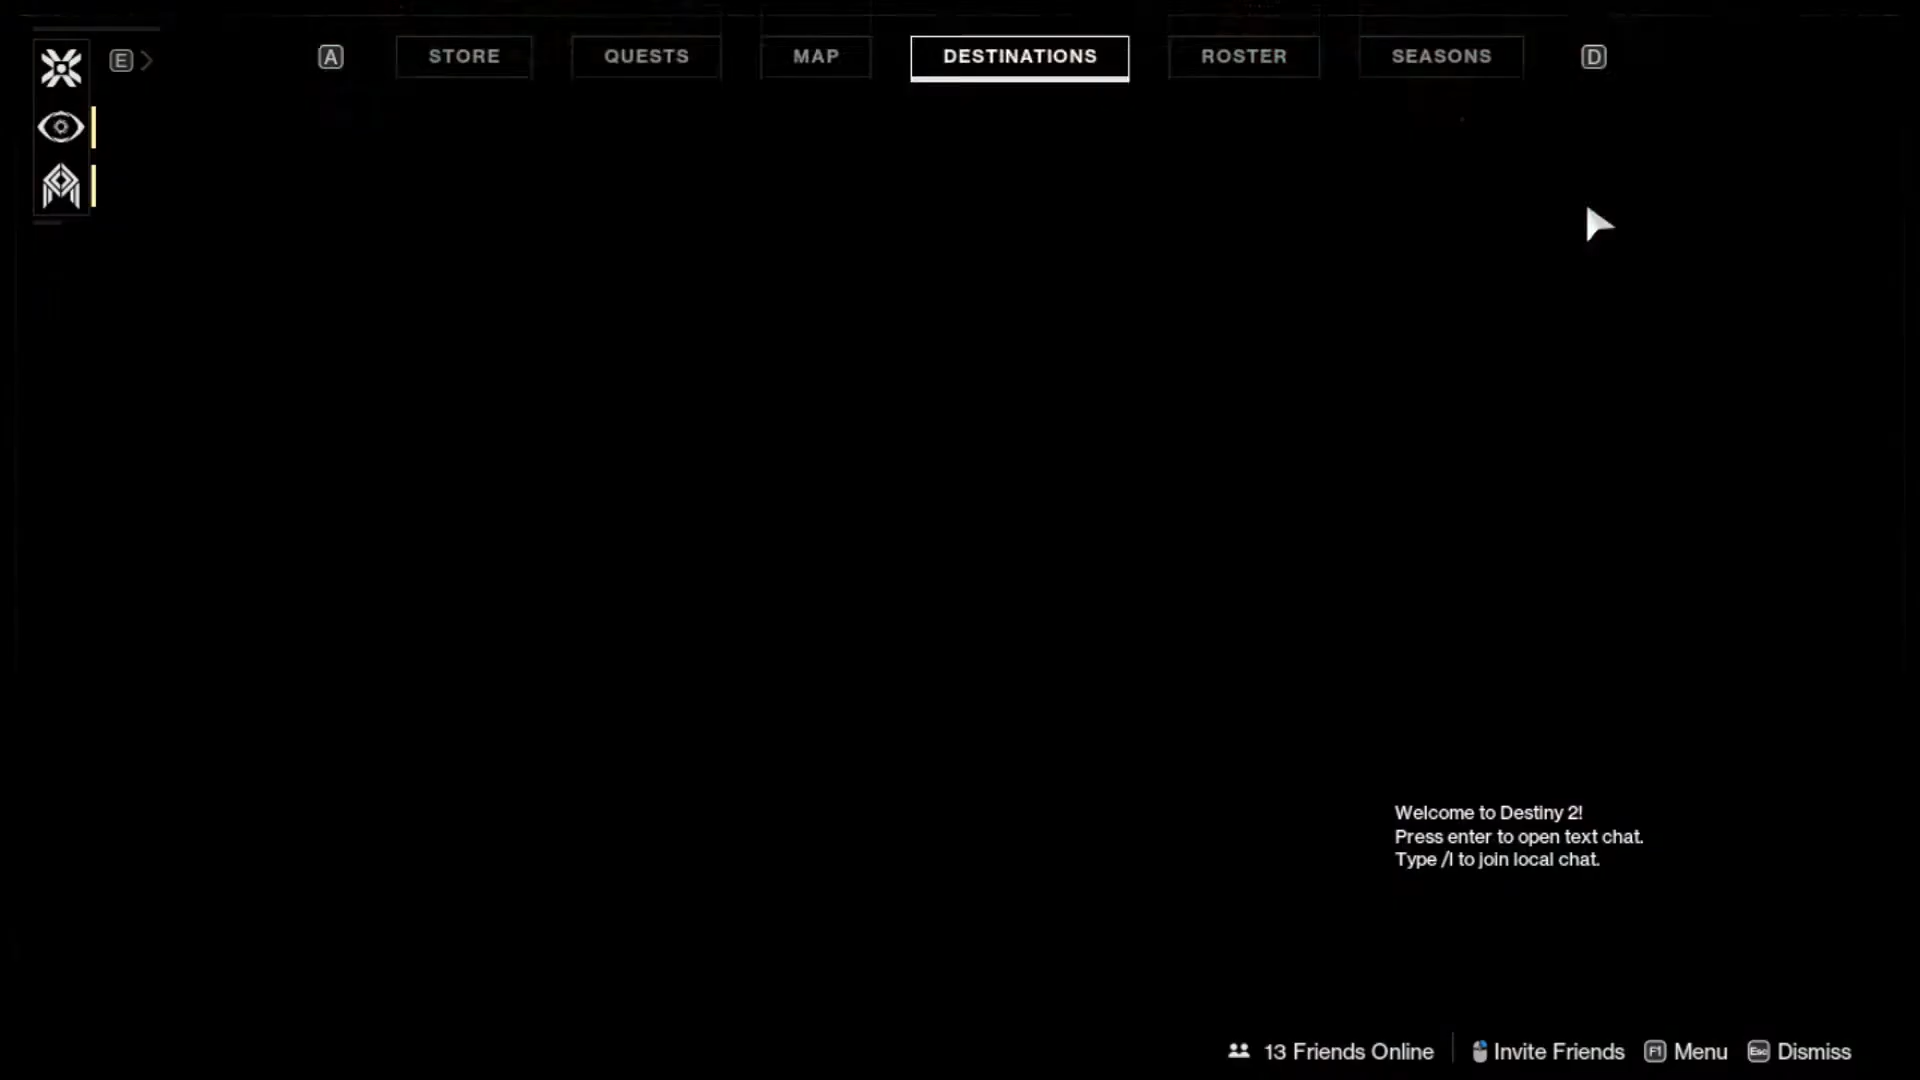 E
A
STORE
QUESTS
MAP
DESTINATIONS
ROSTER
SEASONS
D
Welcome to Destiny 2!
Press enter to open text chat.
Type /l to join local chat.
13 Friends Online
Invite Friends
F1 Menu
Esc Dismiss